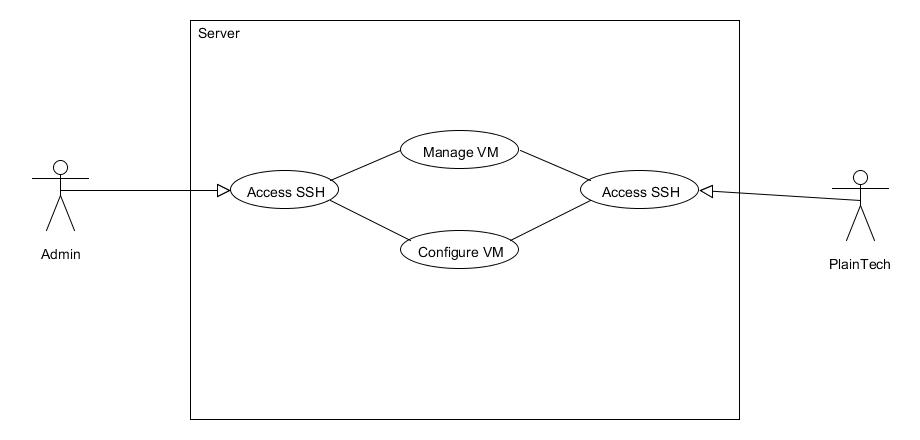 Server
Manage VM
Access SSH
Access SSH
Configure VM
Admin
PlainTech